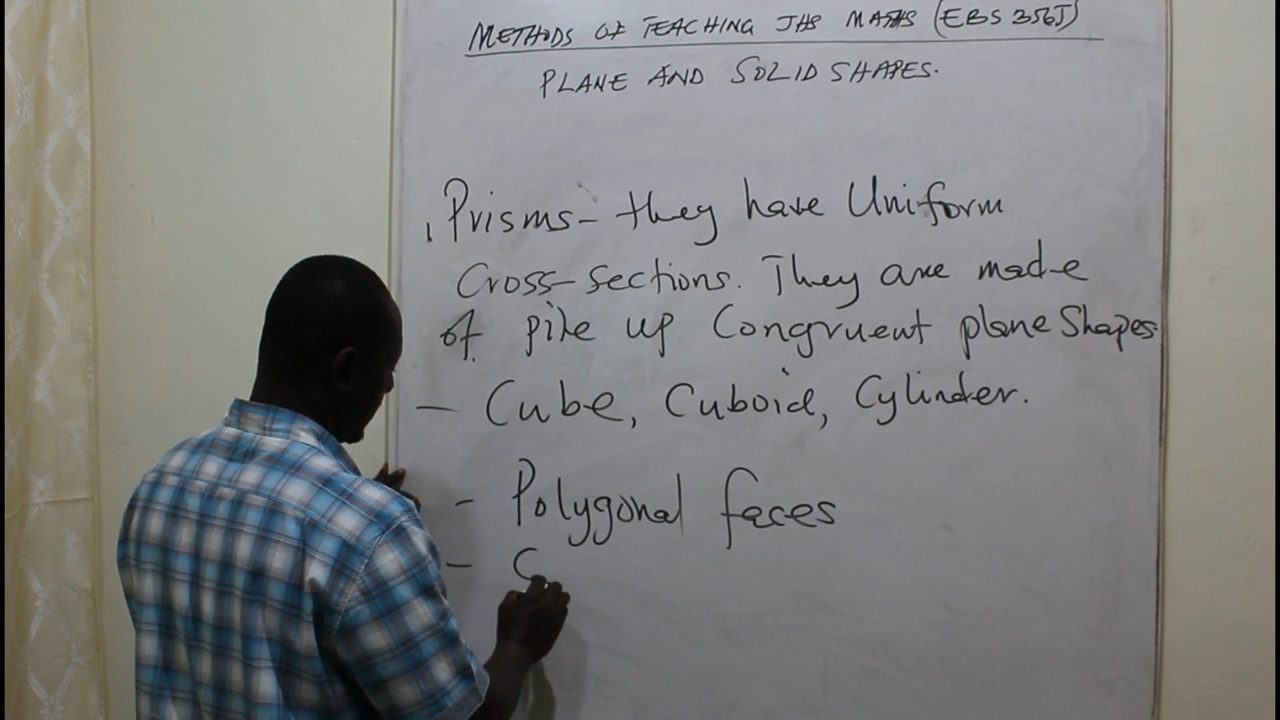 METHODS OF TEACHING JHS MATHS (EBS 356J)
PLANE AND SOLID SHAPES.
1 Prisms - they have Uniform
Cross-sections. They are made
of pile up Congruent plane Shapes.
- Cube, Cuboid, Cylinder.
- Polygonal faces
- C